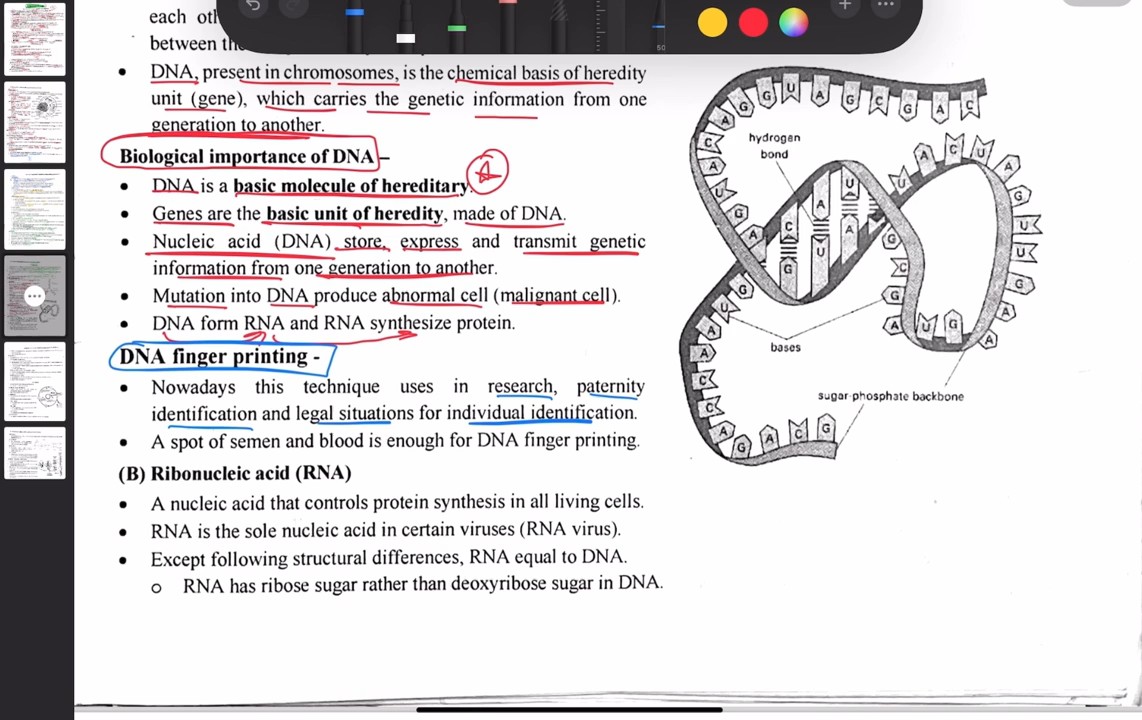 each
between
• DNA, present in chromosomes, is the chemical basis of heredity
unit (gene), which carries the genetic information from one
generation to another.
Biological importance of DNA –
• DNA is a basic molecule of hereditary.
• Genes are the basic unit of heredity, made of DNA.
• Nucleic acid (DNA) store, express and transmit genetic
information from one generation to another.
• Mutation into DNA produce abnormal cell (malignant cell).
• DNA form RNA and RNA synthesize protein.
DNA finger printing -
• Nowadays this technique uses in research, paternity
identification and legal situations for individual identification.
• A spot of semen and blood is enough for DNA finger printing.
(B) Ribonucleic acid (RNA)
• A nucleic acid that controls protein synthesis in all living cells.
• RNA is the sole nucleic acid in certain viruses (RNA virus).
• Except following structural differences, RNA equal to DNA.
o RNA has ribose sugar rather than deoxyribose sugar in DNA.
hydrogen
bond
bases
sugar-phosphate backbone
50